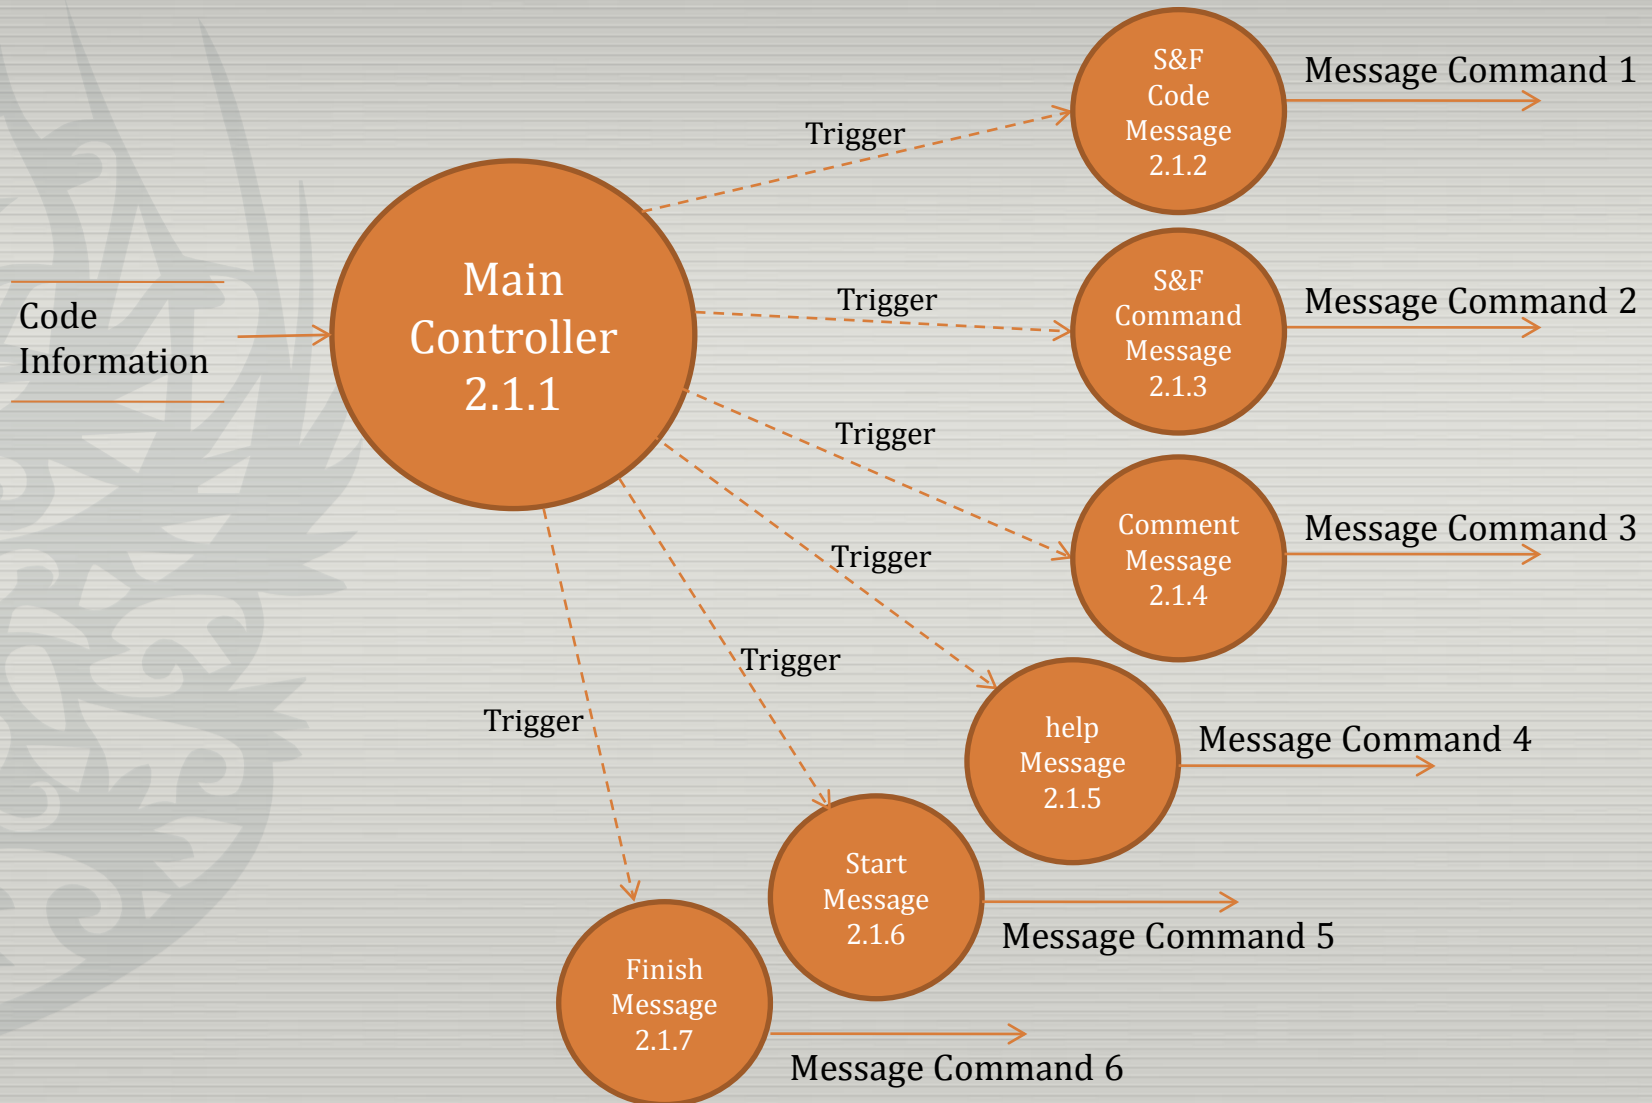 S&F
Code
Message
2.1.2
Message Command 1
Trigger
Main
Controller
2.1.1
Code
Information
Trigger
S&F
Command
Message
2.1.3
Message Command 2
Trigger
Comment
Message
2.1.4
Message Command 3
Trigger
help
Message
2.1.5
Message Command 4
Trigger
Start
Message
2.1.6
Message Command 5
Trigger
Finish
Message
2.1.7
Message Command 6